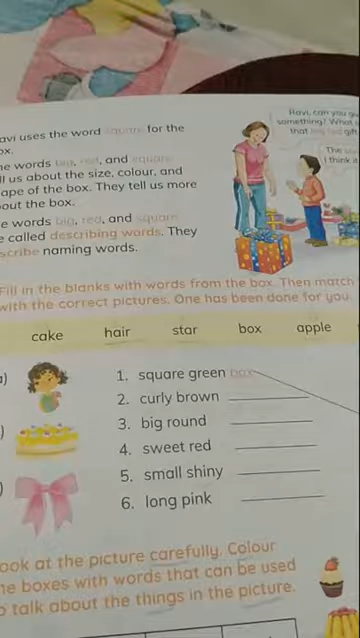 Ravi, can you
something? What
that big red gift
The
I think
avi uses the word square for the
ox.
he words big, red, and square
ll us about the size, colour, and
ape of the box. They tell us more
out the box.
e words big, red, and square
e called describing words. They
scribe naming words.
Fill in the blanks with words from the box. Then match
with the correct pictures. One has been done for you.
cake hair star box apple
1. square green box
2. curly brown
3. big round
4. sweet red
5. small shiny
6. long pink
ook at the picture carefully. Colour
he boxes with words that can be used
o talk about the things in the picture.